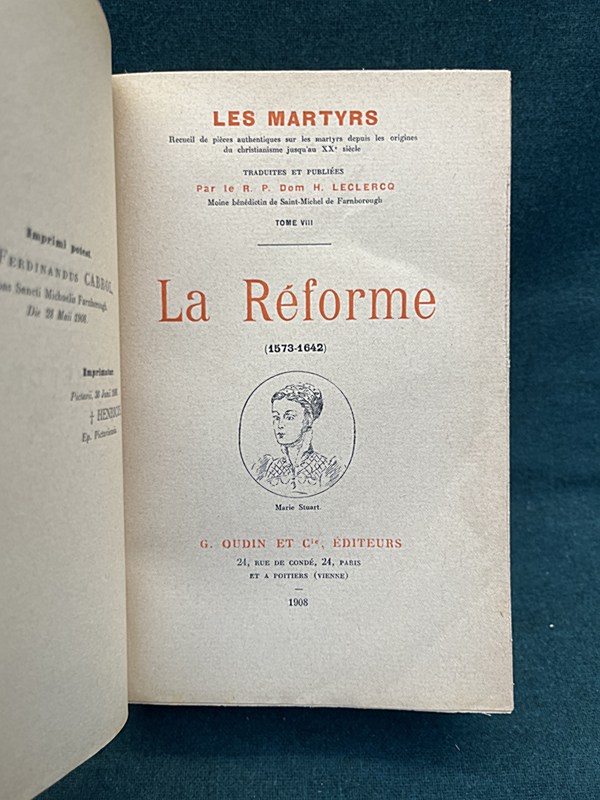 Imprimi potest.
FERDINANDUS CABROL,
Sancti Michaelis Farnborough.
Die 26 Maii 1908.
Imprimatur
Pictavii, 30 Junii
† HENRICUS
Ep. Pictaviensis.
LES MARTYRS
Recueil de pièces authentiques sur les martyrs depuis les origines
du christianisme jusqu'au XXe siècle
TRADUITES ET PUBLIÉES
Par le R. P. Dom H. LECLERCQ
Moine bénédictin de Saint-Michel de Farnborough
TOME VIII
La Réforme
(1573-1642)
Marie Stuart.
G. OUDIN ET Cie, ÉDITEURS
24, RUE DE CONDÉ, 24, PARIS
ET A POITIERS (VIENNE)
1908